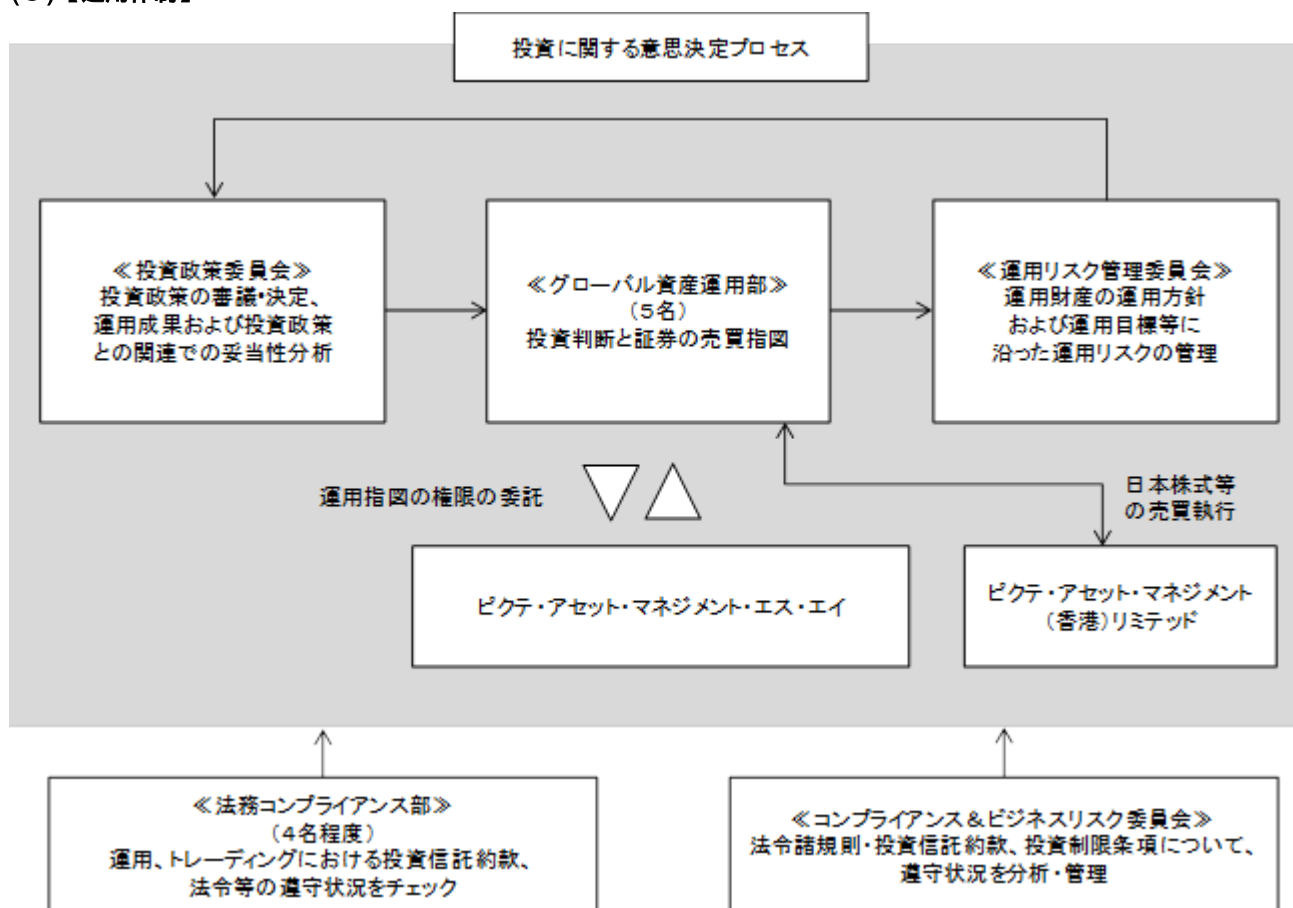 投資に関する意思決定プロセス
≪投資政策委員会≫
投資政策の審議・決定、
運用成果および投資政策
との関連での妥当性分析
≪グローバル資産運用部≫
(5名)
投資判断と証券の売買指図
≪運用リスク管理委員会≫
運用財産の運用方針
および運用目標等に
沿った運用リスクの管理
運用指図の権限の委託
日本株式等
の売買執行
ピクテ・アセット・マネジメント・エス・エイ
ピクテ・アセット・マネジメント
(香港)リミテッド
≪法務コンプライアンス部≫
(4名程度)
運用、トレーディングにおける投資信託約款、
法令等の遵守状況をチェック
≪コンプライアンス&ビジネスリスク委員会≫
法令諸規則・投資信託約款、投資制限条項について、
遵守状況を分析・管理